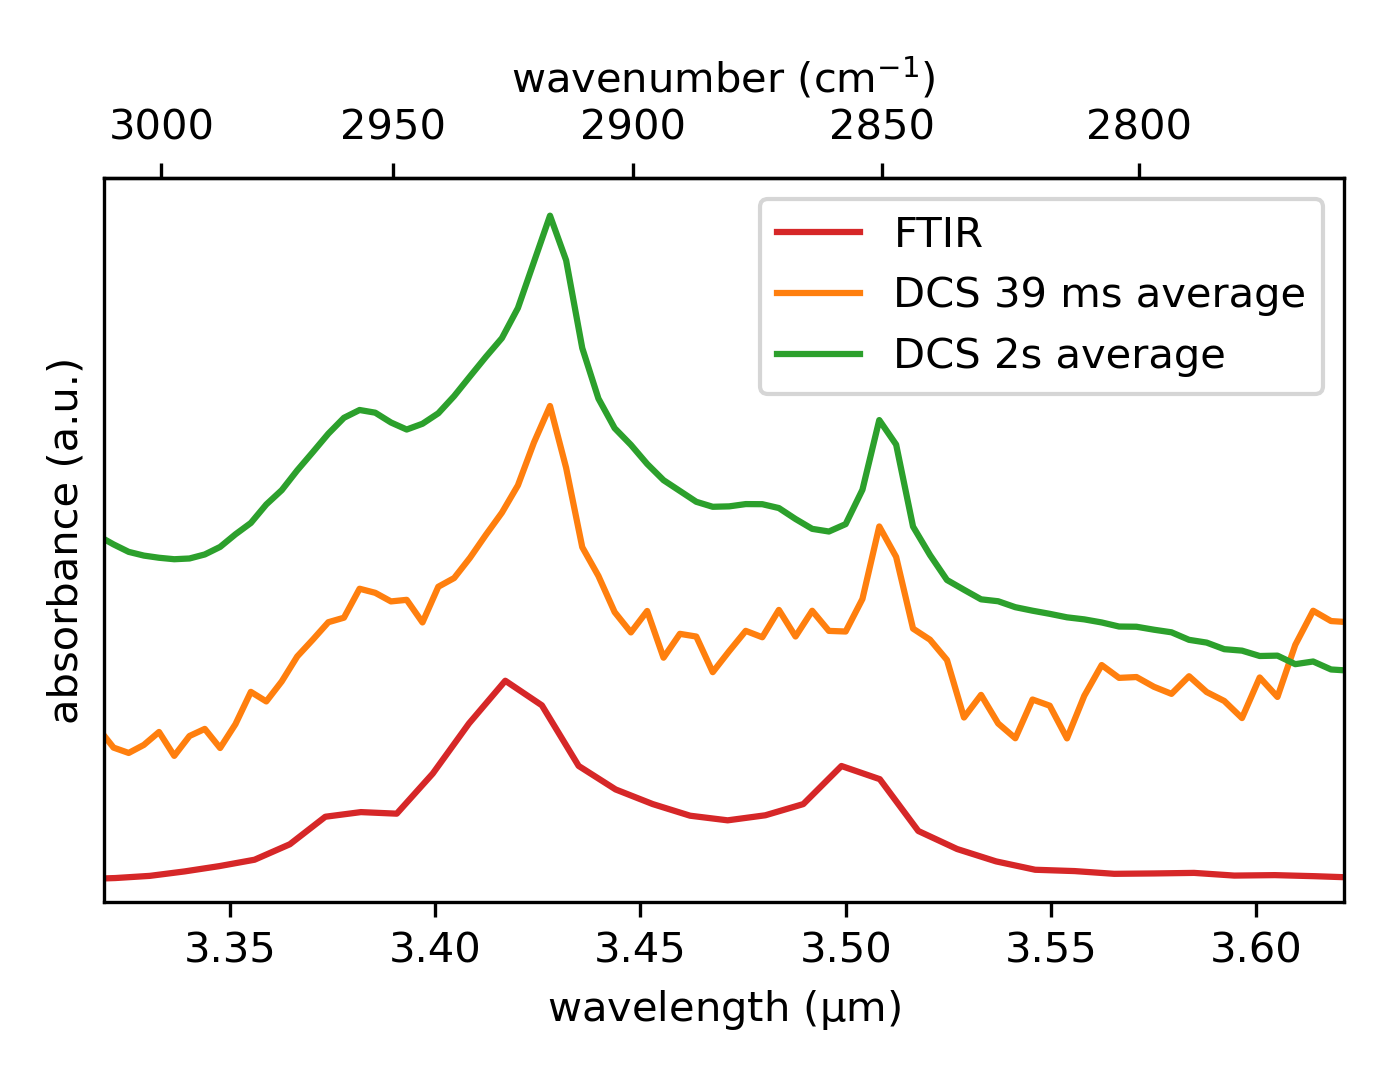 wavenumber (cm⁻¹)
3000 2950 2900 2850 2800
FTIR
DCS 39 ms average
DCS 2s average
absorbance (a.u.)
3.35 3.40 3.45 3.50 3.55 3.60
wavelength (μm)